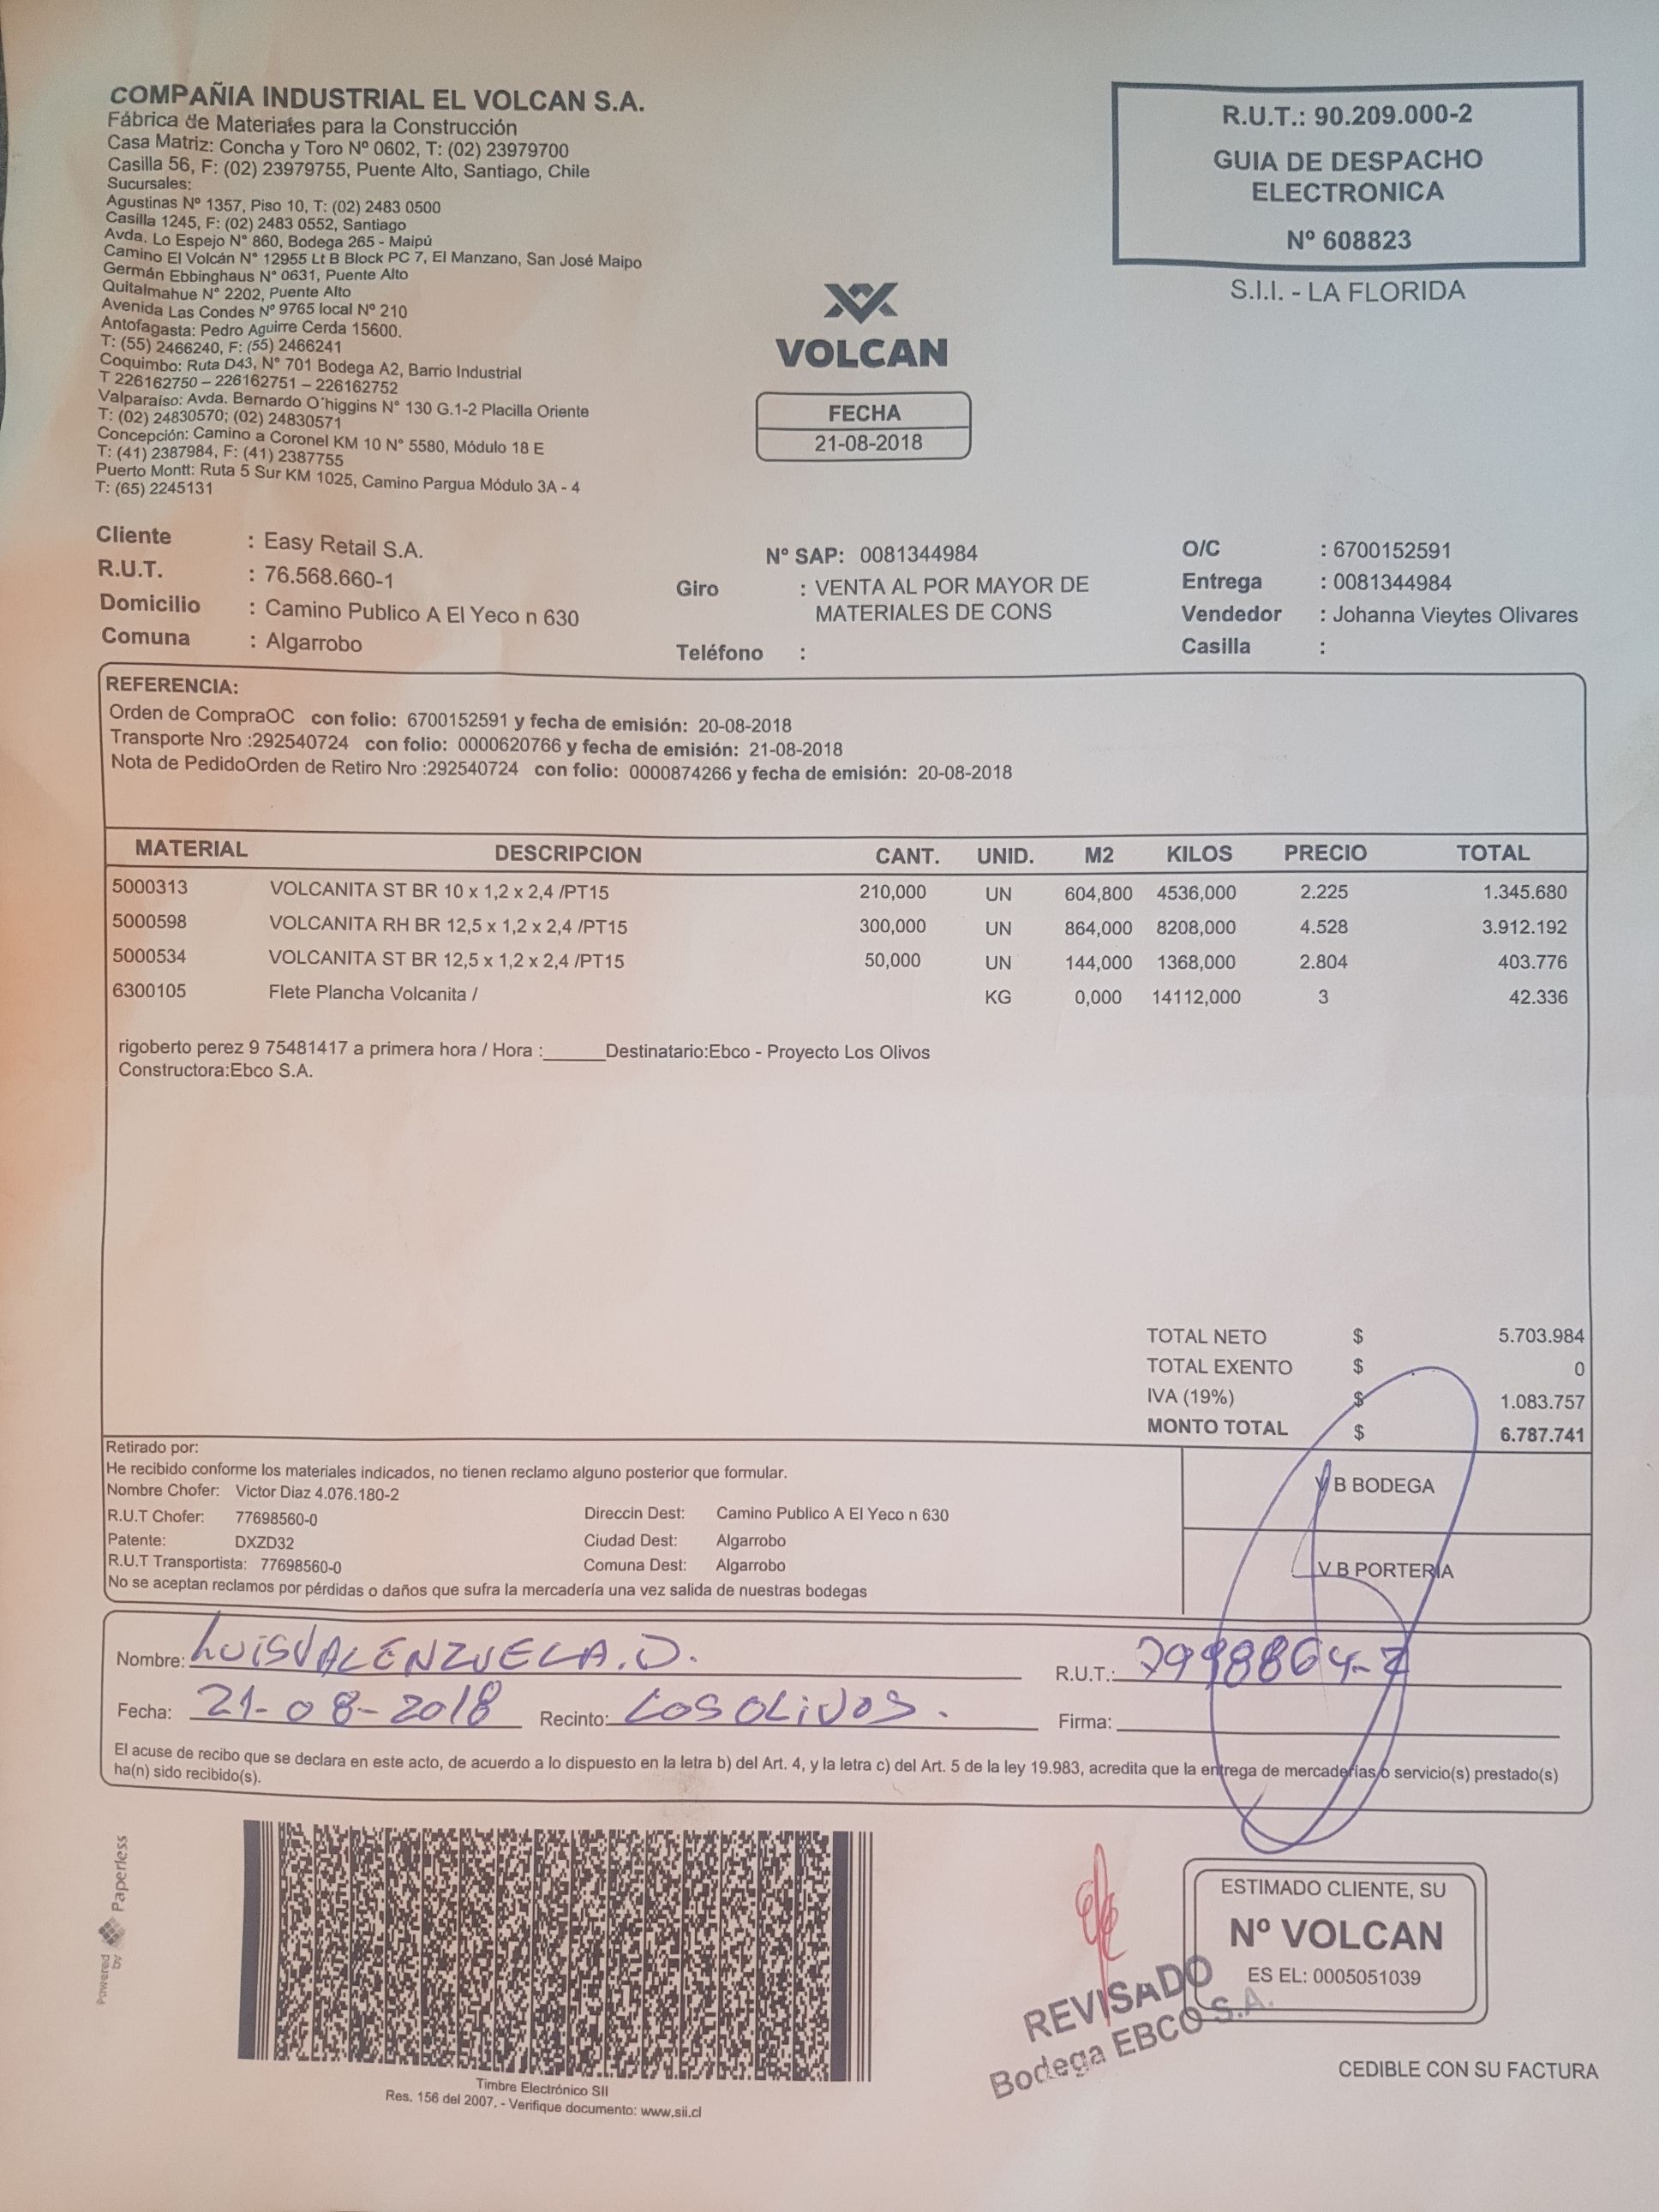 COMPAÑIA INDUSTRIAL EL VOLCAN S.A.
Fábrica de Materiales para la Construcción
Casa Matriz: Concha y Toro Nº 0602, T: (02) 23979700
Casilla 56, F: (02) 23979755, Puente Alto, Santiago, Chile
Sucursales:
Agustinas Nº 1357, Piso 10, T: (02) 2483 0500
Casilla 1245, F: (02) 2483 0552, Santiago
Avda. Lo Espejo N° 860, Bodega 265 - Maipú
Camino El Volcán N° 12955 Lt B Block PC 7, El Manzano, San José Maipo
Germán Ebbinghaus N° 0631, Puente Alto
Quitalmahue N° 2202, Puente Alto
Avenida Las Condes Nº 9765 local Nº 210
Antofagasta: Pedro Aguirre Cerda 15600.
T: (55) 2466240, F: (55) 2466241
Coquimbo: Ruta D43, N° 701 Bodega A2, Barrio Industrial
T 226162750 – 226162751 – 226162752
Valparaíso: Avda. Bernardo O´higgins N° 130 G.1-2 Placilla Oriente
T: (02) 24830570; (02) 24830571
Concepción: Camino a Coronel KM 10 N° 5580, Módulo 18 E
T: (41) 2387984, F: (41) 2387755
Puerto Montt: Ruta 5 Sur KM 1025, Camino Pargua Módulo 3A - 4
T: (65) 2245131
R.U.T.: 90.209.000-2
GUIA DE DESPACHO
ELECTRONICA
Nº 608823
S.I.I. - LA FLORIDA
VOLCAN
FECHA
21-08-2018
Cliente : Easy Retail S.A.
R.U.T. : 76.568.660-1
Domicilio : Camino Publico A El Yeco n 630
Comuna : Algarrobo
N° SAP: 0081344984
Giro : VENTA AL POR MAYOR DE
MATERIALES DE CONS
Teléfono :
O/C : 6700152591
Entrega : 0081344984
Vendedor : Johanna Vieytes Olivares
Casilla :
REFERENCIA:
Orden de CompraOC con folio: 6700152591 y fecha de emisión: 20-08-2018
Transporte Nro :292540724 con folio: 0000620766 y fecha de emisión: 21-08-2018
Nota de PedidoOrden de Retiro Nro :292540724 con folio: 0000874266 y fecha de emisión: 20-08-2018
MATERIAL DESCRIPCION CANT. UNID. M2 KILOS PRECIO TOTAL
5000313 VOLCANITA ST BR 10 x 1,2 x 2,4 /PT15 210,000 UN 604,800 4536,000 2.225 1.345.680
5000598 VOLCANITA RH BR 12,5 x 1,2 x 2,4 /PT15 300,000 UN 864,000 8208,000 4.528 3.912.192
5000534 VOLCANITA ST BR 12,5 x 1,2 x 2,4 /PT15 50,000 UN 144,000 1368,000 2.804 403.776
6300105 Flete Plancha Volcanita / KG 0,000 14112,000 3 42.336
rigoberto perez 9 75481417 a primera hora / Hora :______Destinatario:Ebco - Proyecto Los Olivos
Constructora:Ebco S.A.
TOTAL NETO $ 5.703.984
TOTAL EXENTO $ 0
IVA (19%) $ 1.083.757
MONTO TOTAL $ 6.787.741
Retirado por:
He recibido conforme los materiales indicados, no tienen reclamo alguno posterior que formular.
Nombre Chofer: Victor Diaz 4.076.180-2
R.U.T Chofer: 77698560-0 Direccin Dest: Camino Publico A El Yeco n 630
Patente: DXZD32 Ciudad Dest: Algarrobo
R.U.T Transportista: 77698560-0 Comuna Dest: Algarrobo
No se aceptan reclamos por pérdidas o daños que sufra la mercadería una vez salida de nuestras bodegas
V B BODEGA
V B PORTERIA
Nombre: LUIS VALENZUELA.D. R.U.T.: 7998864-7
Fecha: 21-08-2018 Recinto: LOS OLIVOS. Firma:
El acuse de recibo que se declara en este acto, de acuerdo a lo dispuesto en la letra b) del Art. 4, y la letra c) del Art. 5 de la ley 19.983, acredita que la entrega de mercaderías o servicio(s) prestado(s)
ha(n) sido recibido(s).
Powered by Paperless
Timbre Electrónico SII
Res. 156 del 2007. - Verifique documento: www.sii.cl
REVISADO
Bodega EBCO S.A.
ESTIMADO CLIENTE, SU
Nº VOLCAN
ES EL: 0005051039
CEDIBLE CON SU FACTURA